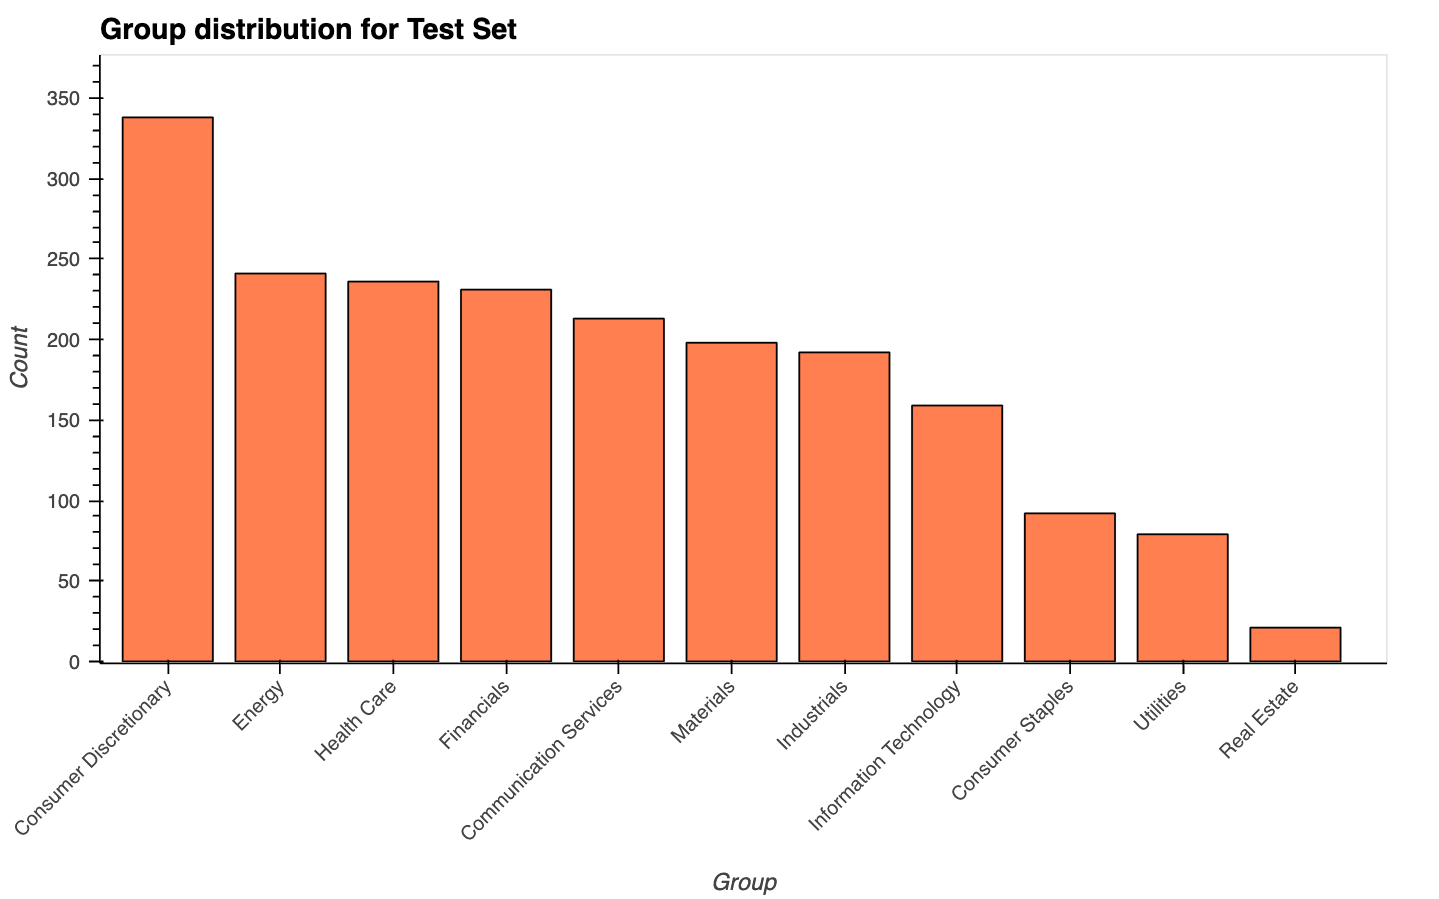 Group distribution for Test Set
350
300
250
200
150
100
50
0
Count
Consumer Discretionary
Energy
Health Care
Financials
Communication Services
Materials
Industrials
Information Technology
Consumer Staples
Utilities
Real Estate
Group